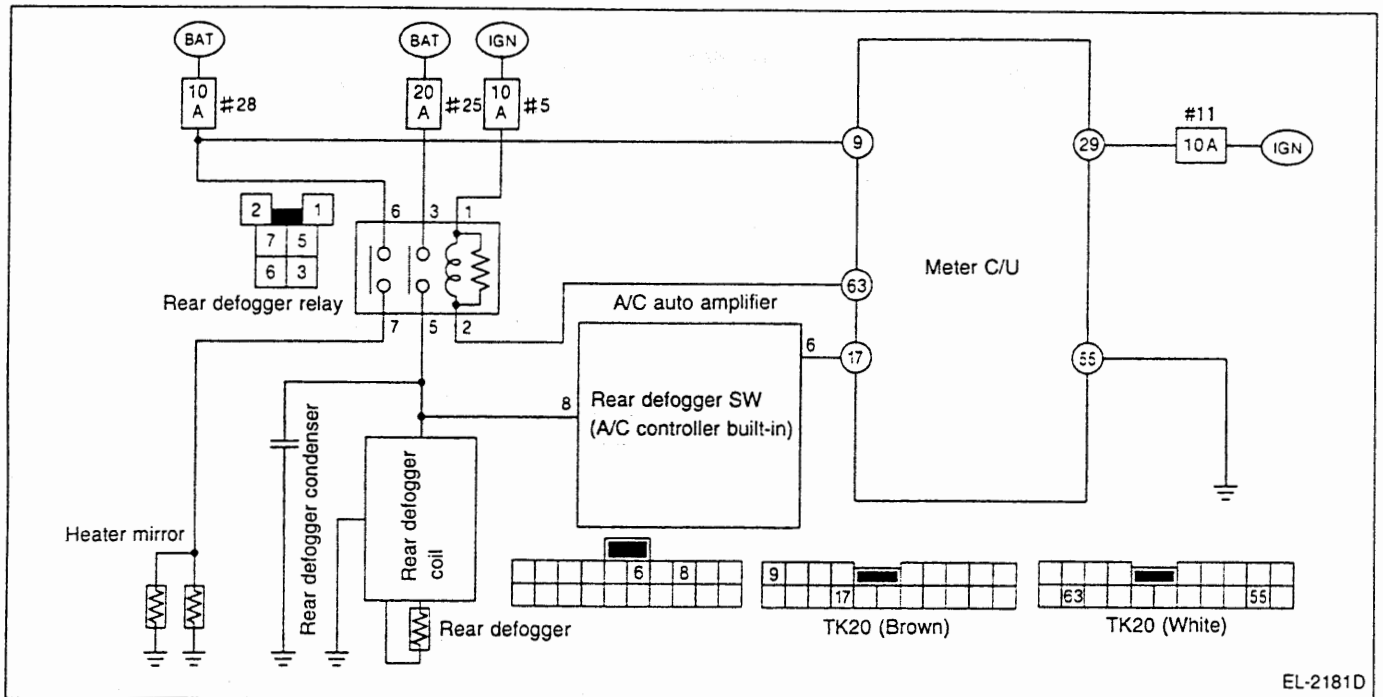 BAT
BAT
IGN
10 A
#28
20 A
#25
10 A
#5
#11
10A
IGN
9
29
2
1
7
5
6
3
6
3
1
Rear defogger relay
7
5
2
A/C auto amplifier
63
Meter C/U
6
17
55
8
Rear defogger SW
(A/C controller built-in)
Rear defogger condenser
Rear defogger
coil
Heater mirror
Rear defogger
6
8
9
17
TK20 (Brown)
63
55
TK20 (White)
EL-2181D